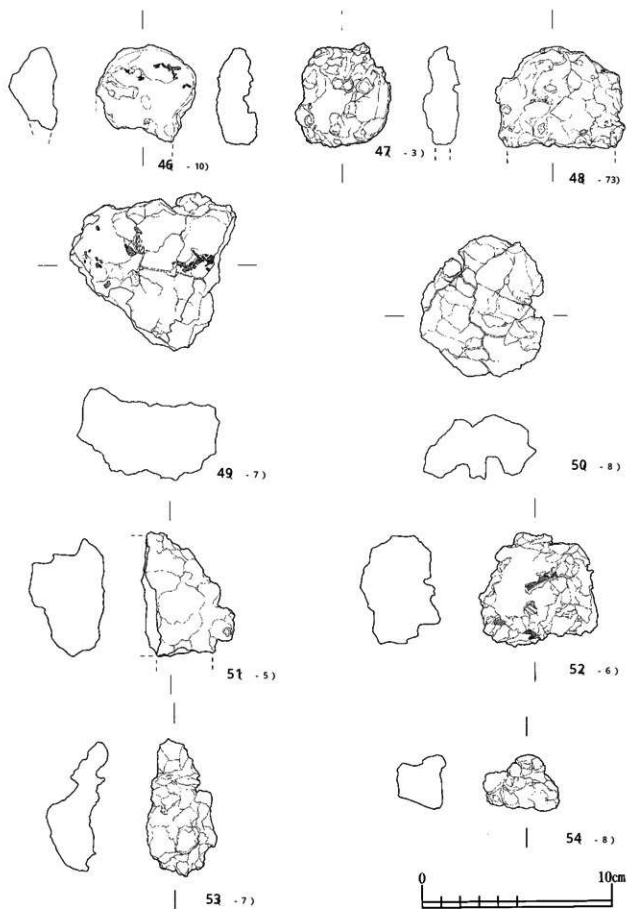 46( - 10)
47( - 3)
48( - 73)
49( - 7)
50( - 8)
51( - 5)
52( - 6)
53( - 7)
54( - 8)
0 10cm